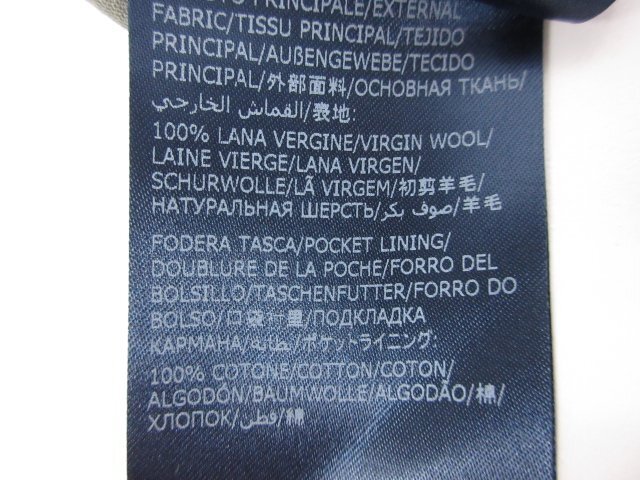 PRINCIPALE/EXTERNAL
FABRIC/TISSU PRINCIPAL/TEJIDO
PRINCIPAL/AUßENGEWEBE/TECIDO
PRINCIPAL/外部面料/ОСНОВНАЯ ТКАНЬ/
القماش الخارجي/表地:
100% LANA VERGINE/VIRGIN WOOL/
LAINE VIERGE/LANA VIRGEN/
SCHURWOLLE/LÃ VIRGEM/初剪羊毛/
НАТУРАЛЬНАЯ ШЕРСТЬ/صوف بكر/羊毛
FODERA TASCA/POCKET LINING/
DOUBLURE DE LA POCHE/FORRO DEL
BOLSILLO/TASCHENFUTTER/FORRO DO
BOLSO/口袋衬里/ПОДКЛАДКА
КАРМАНА/بطانة/ポケットライニング:
100% COTONE/COTTON/COTON/
ALGODÓN/BAUMWOLLE/ALGODÃO/棉/
ХЛОПОК/قطن/綿